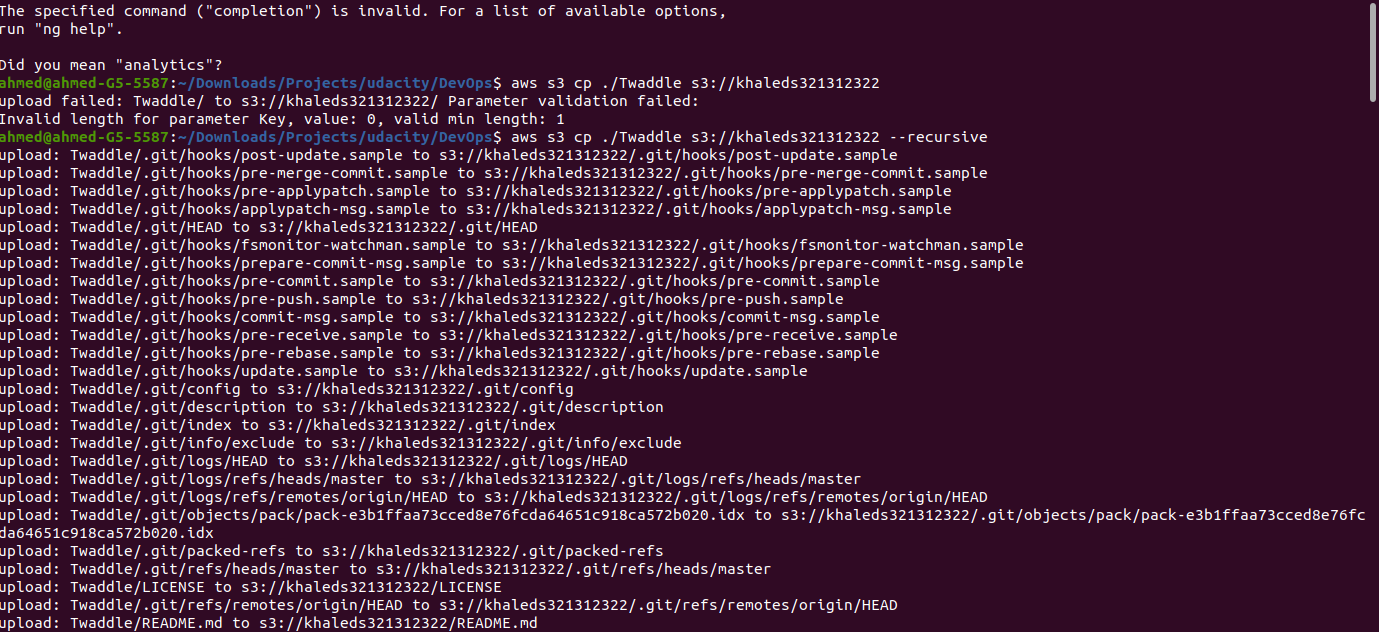 The specified command ("completion") is invalid. For a list of available options,
run "ng help".
Did you mean "analytics"?
ahmed@ahmed-G5-5587:~/Downloads/Projects/udacity/DevOps$ aws s3 cp ./Twaddle s3://khaleds321312322
upload failed: Twaddle/ to s3://khaleds321312322/ Parameter validation failed:
Invalid length for parameter Key, value: 0, valid min length: 1
ahmed@ahmed-G5-5587:~/Downloads/Projects/udacity/DevOps$ aws s3 cp ./Twaddle s3://khaleds321312322 --recursive
upload: Twaddle/.git/hooks/post-update.sample to s3://khaleds321312322/.git/hooks/post-update.sample
upload: Twaddle/.git/hooks/pre-merge-commit.sample to s3://khaleds321312322/.git/hooks/pre-merge-commit.sample
upload: Twaddle/.git/hooks/pre-applypatch.sample to s3://khaleds321312322/.git/hooks/pre-applypatch.sample
upload: Twaddle/.git/hooks/applypatch-msg.sample to s3://khaleds321312322/.git/hooks/applypatch-msg.sample
upload: Twaddle/.git/HEAD to s3://khaleds321312322/.git/HEAD
upload: Twaddle/.git/hooks/fsmonitor-watchman.sample to s3://khaleds321312322/.git/hooks/fsmonitor-watchman.sample
upload: Twaddle/.git/hooks/prepare-commit-msg.sample to s3://khaleds321312322/.git/hooks/prepare-commit-msg.sample
upload: Twaddle/.git/hooks/pre-commit.sample to s3://khaleds321312322/.git/hooks/pre-commit.sample
upload: Twaddle/.git/hooks/pre-push.sample to s3://khaleds321312322/.git/hooks/pre-push.sample
upload: Twaddle/.git/hooks/commit-msg.sample to s3://khaleds321312322/.git/hooks/commit-msg.sample
upload: Twaddle/.git/hooks/pre-receive.sample to s3://khaleds321312322/.git/hooks/pre-receive.sample
upload: Twaddle/.git/hooks/pre-rebase.sample to s3://khaleds321312322/.git/hooks/pre-rebase.sample
upload: Twaddle/.git/hooks/update.sample to s3://khaleds321312322/.git/hooks/update.sample
upload: Twaddle/.git/config to s3://khaleds321312322/.git/config
upload: Twaddle/.git/description to s3://khaleds321312322/.git/description
upload: Twaddle/.git/index to s3://khaleds321312322/.git/index
upload: Twaddle/.git/info/exclude to s3://khaleds321312322/.git/info/exclude
upload: Twaddle/.git/logs/HEAD to s3://khaleds321312322/.git/logs/HEAD
upload: Twaddle/.git/logs/refs/heads/master to s3://khaleds321312322/.git/logs/refs/heads/master
upload: Twaddle/.git/logs/refs/remotes/origin/HEAD to s3://khaleds321312322/.git/logs/refs/remotes/origin/HEAD
upload: Twaddle/.git/objects/pack/pack-e3b1ffaa73cced8e76fcda64651c918ca572b020.idx to s3://khaleds321312322/.git/objects/pack/pack-e3b1ffaa73cced8e76fc
da64651c918ca572b020.idx
upload: Twaddle/.git/packed-refs to s3://khaleds321312322/.git/packed-refs
upload: Twaddle/.git/refs/heads/master to s3://khaleds321312322/.git/refs/heads/master
upload: Twaddle/LICENSE to s3://khaleds321312322/LICENSE
upload: Twaddle/.git/refs/remotes/origin/HEAD to s3://khaleds321312322/.git/refs/remotes/origin/HEAD
upload: Twaddle/README.md to s3://khaleds321312322/README.md